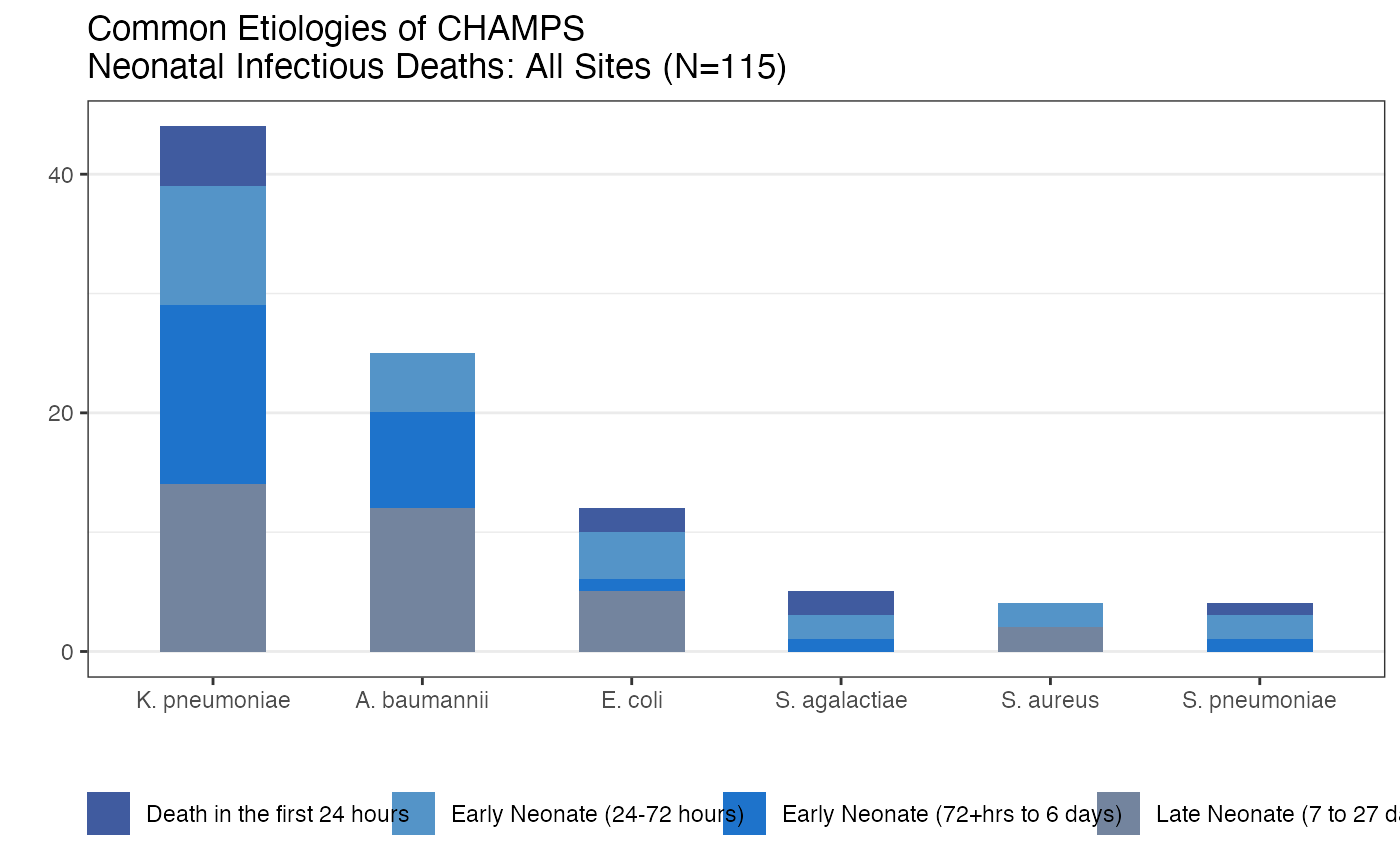 Common Etiologies of CHAMPS
Neonatal Infectious Deaths: All Sites (N=115)
40
20
0
K. pneumoniae A. baumannii E. coli S. agalactiae S. aureus S. pneumoniae
Death in the first 24 hours Early Neonate (24-72 hours) Early Neonate (72+hrs to 6 days) Late Neonate (7 to 27